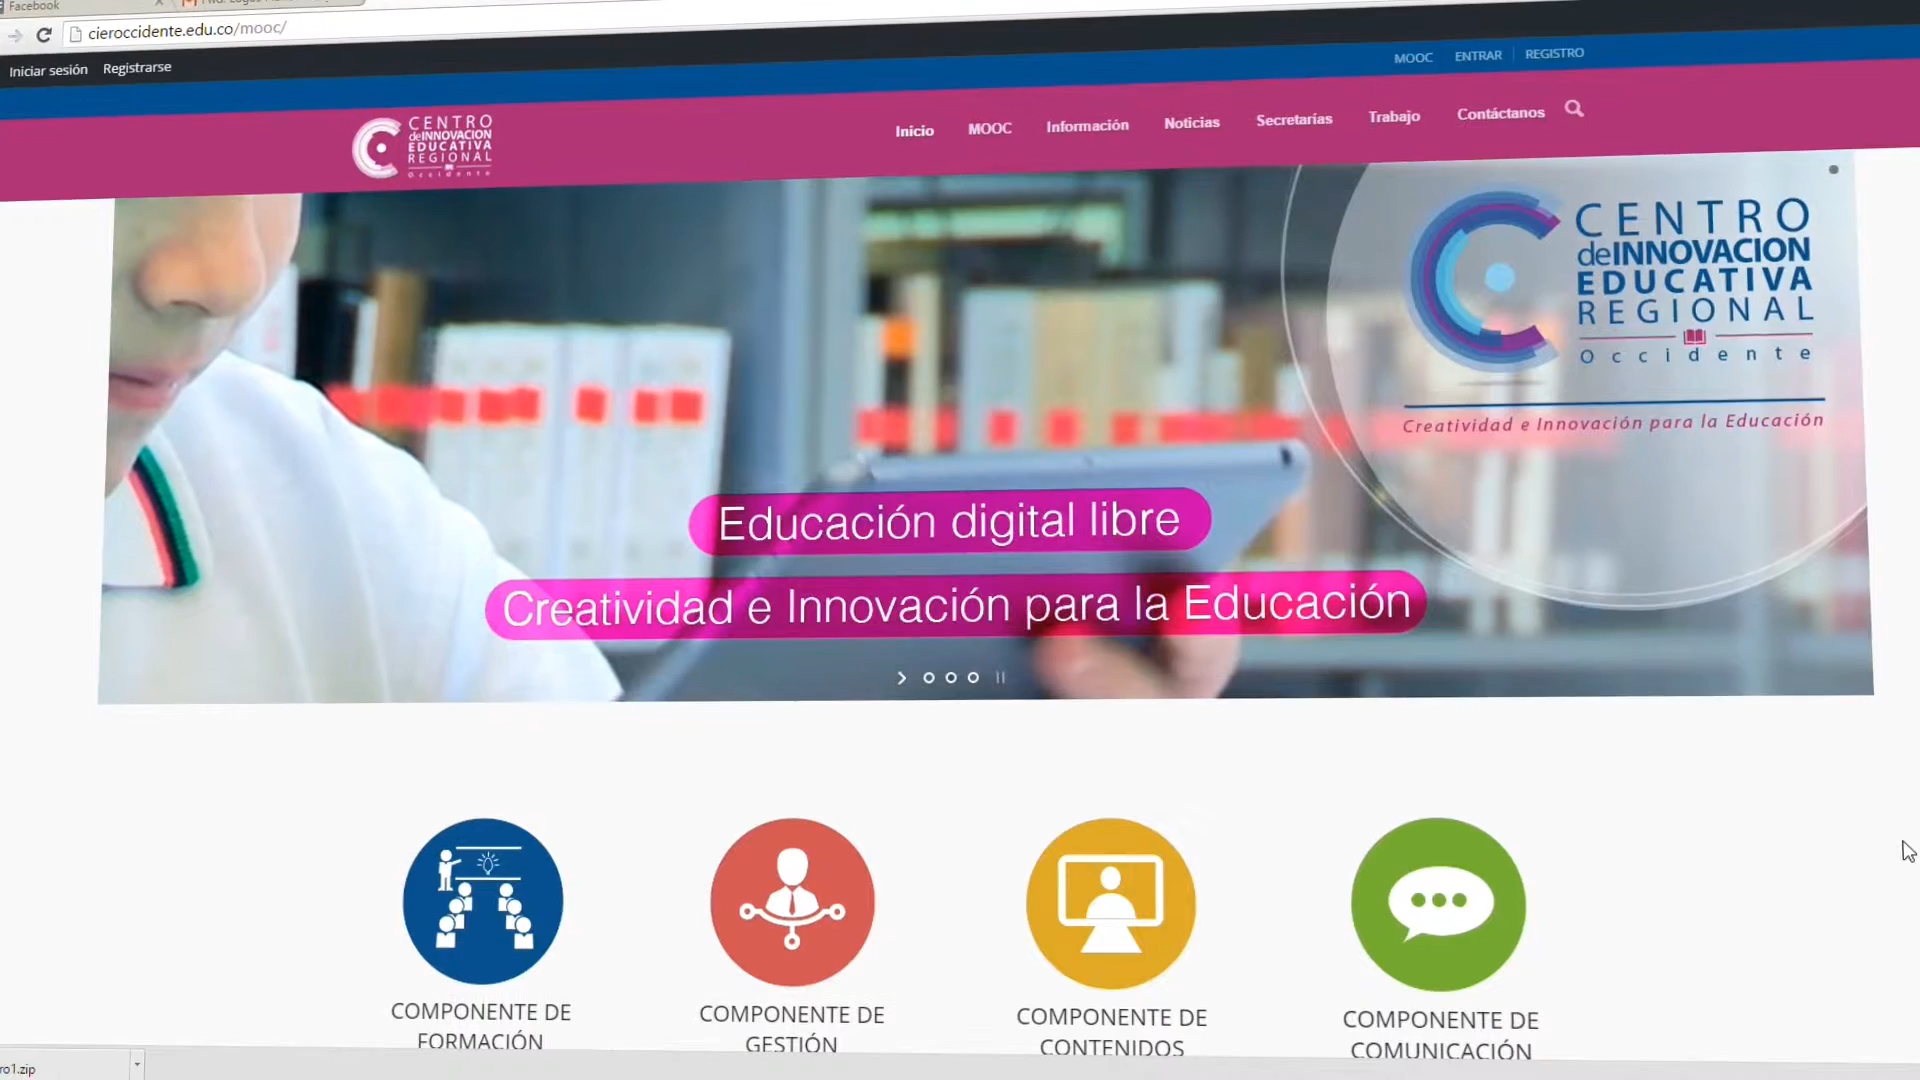 Facebook
cieroccidente.edu.co/mooc/
Iniciar sesión Registrarse
MOOC ENTRAR REGISTRO
CENTRO
deINNOVACION
EDUCATIVA
REGIONAL
Occidente
Inicio MOOC Información Noticias Secretarias Trabajo Contáctanos
CENTRO
deINNOVACION
EDUCATIVA
REGIONAL
Occidente
Creatividad e Innovación para la Educación
Educación digital libre
Creatividad e Innovación para la Educación
COMPONENTE DE
FORMACIÓN
COMPONENTE DE
GESTIÓN
COMPONENTE DE
CONTENIDOS
COMPONENTE DE
COMUNICACIÓN
ro1.zip